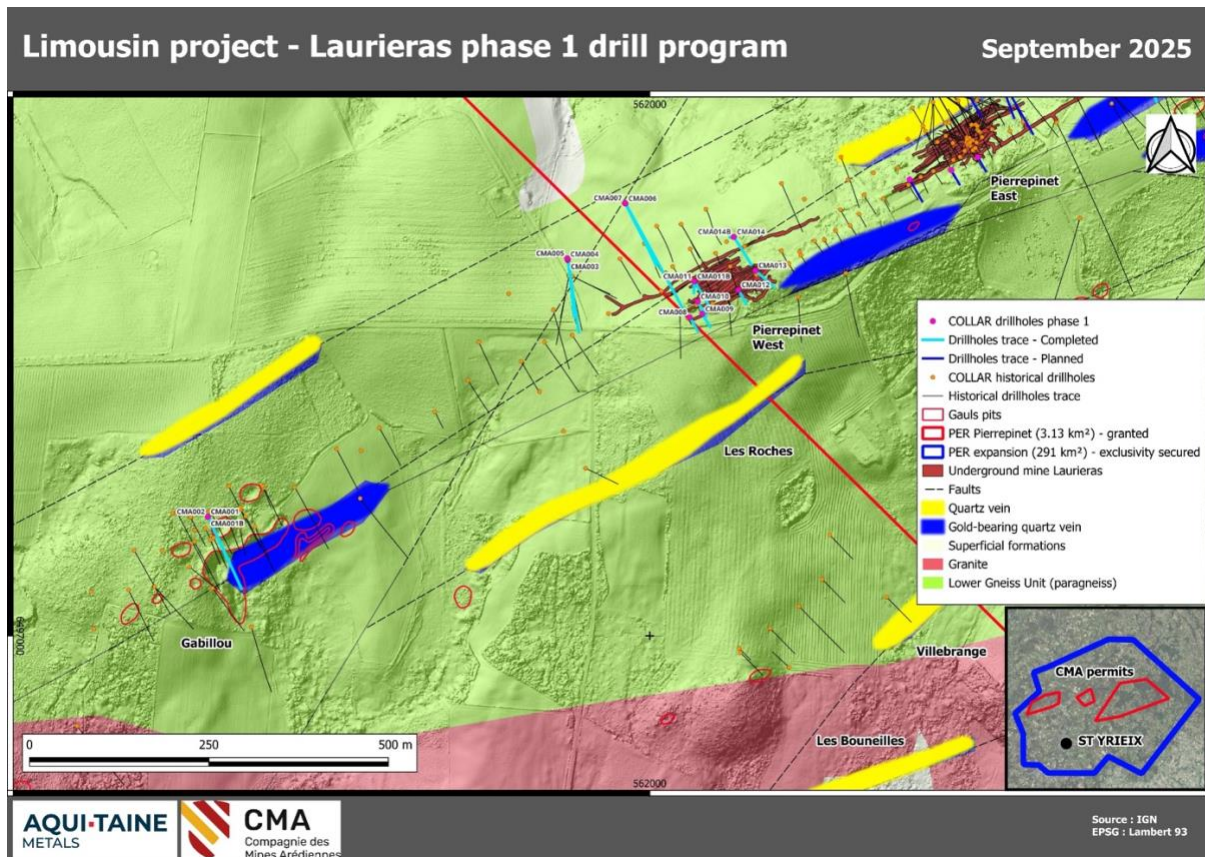 Limousin project - Laurieras phase 1 drill program
September 2025
562000
CMA007
CMA006
CMA005
CMA004
CMA003
CMA014B
CMA014
CMA013
CMA011
CMA011B
CMA012
CMA010
CMA009
CMA008
Pierrepinet
East
Pierrepinet
West
Les Roches
CMA002
CMA001
CMA001B
Gabillou
6497000
Villebrange
Les Bouneilles
COLLAR drillholes phase 1
Drillholes trace - Completed
Drillholes trace - Planned
COLLAR historical drillholes
Historical drillholes trace
Gauls pits
PER Pierrepinet (3.13 km²) - granted
PER expansion (291 km²) - exclusivity secured
Underground mine Laurieras
Faults
Quartz vein
Gold-bearing quartz vein
Superficial formations
Granite
Lower Gneiss Unit (paragneiss)
CMA permits
ST YRIEIX
0
250
500 m
562000
AQUI·TAINE
METALS
CMA
Compagnie des
Mines Arédiennes
Source : IGN
EPSG : Lambert 93